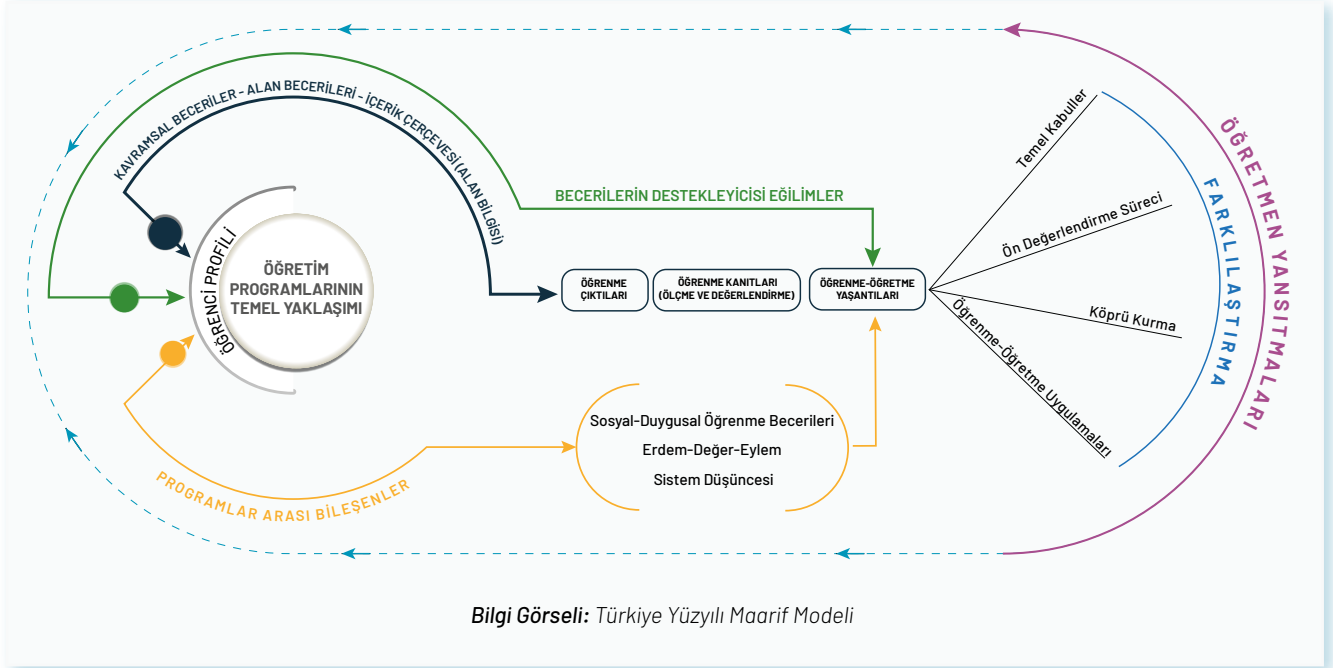 KAVRAMSAL BECERİLER - ALAN BECERİLERİ - İÇERİK ÇERÇEVESİ (ALAN BİLGİSİ)
BECERİLERİN DESTEKLEYİCİSİ EĞİLİMLER
ÖĞRENCİ PROFİLİ
ÖĞRETİM
PROGRAMLARININ
TEMEL YAKLAŞIMI
ÖĞRENME
ÇIKTILARI
ÖĞRENME KANITLARI
(ÖLÇME VE DEĞERLENDİRME)
ÖĞRENME-ÖĞRETME
YAŞANTILARI
Temel Kabuller
Ön Değerlendirme Süreci
Köprü Kurma
Öğrenme-Öğretme Uygulamaları
FARKLILAŞTIRMA
ÖĞRETMEN YANSITMALARI
PROGRAMLAR ARASI BİLEŞENLER
Sosyal-Duygusal Öğrenme Becerileri
Erdem-Değer-Eylem
Sistem Düşüncesi
Bilgi Görseli: Türkiye Yüzyılı Maarif Modeli